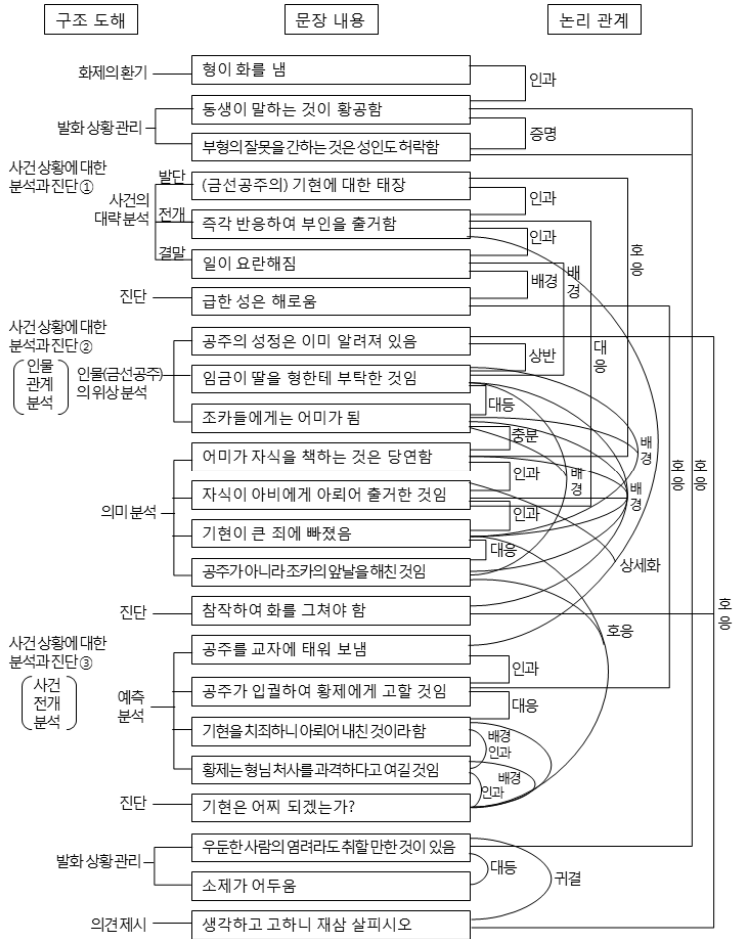 구조 도해
문장 내용
논리 관계
화제의 환기
형이 화를 냄
인과
발화 상황 관리
동생이 말하는 것이 황공함
증명
부형의 잘못을 간하는 것은 성인도 허락함
사건 상황에 대한
분석과 진단 ①
사건의
대략 분석
발단
(금선공주의) 기현에 대한 태장
인과
전개
즉각 반응하여 부인을 출거함
인과
결말
일이 요란해짐
배경
배
경
호
응
진단
급한 성은 해로움
사건 상황에 대한
분석과 진단 ②
인물
관계
분석
인물(금선공주)
의 위상 분석
공주의 성정은 이미 알려져 있음
상반
대
응
임금이 딸을 형한테 부탁한 것임
대등
조카들에게는 어미가 됨
충분
배
경
의미 분석
어미가 자식을 책하는 것은 당연함
인과
배
경
배
경
호
응
호
응
자식이 아비에게 아뢰어 출거한 것임
인과
기현이 큰 죄에 빠졌음
대응
공주가 아니라 조카의 앞날을 해친 것임
상세화
진단
참작하여 화를 그쳐야 함
호응
호
응
사건 상황에 대한
분석과 진단 ③
사건
전개
분석
예측
분석
공주를 교자에 태워 보냄
인과
공주가 입궐하여 황제에게 고할 것임
대응
기현을 치죄하니 아뢰어 내친 것이라 함
배경
인과
황제는 형님 처사를 과격하다고 여길 것임
배경
인과
진단
기현은 어찌 되겠는가?
발화 상황 관리
우둔한 사람의 염려라도 취할 만한 것이 있음
대등
소제가 어두움
귀결
의견 제시
생각하고 고하니 재삼 살피시오